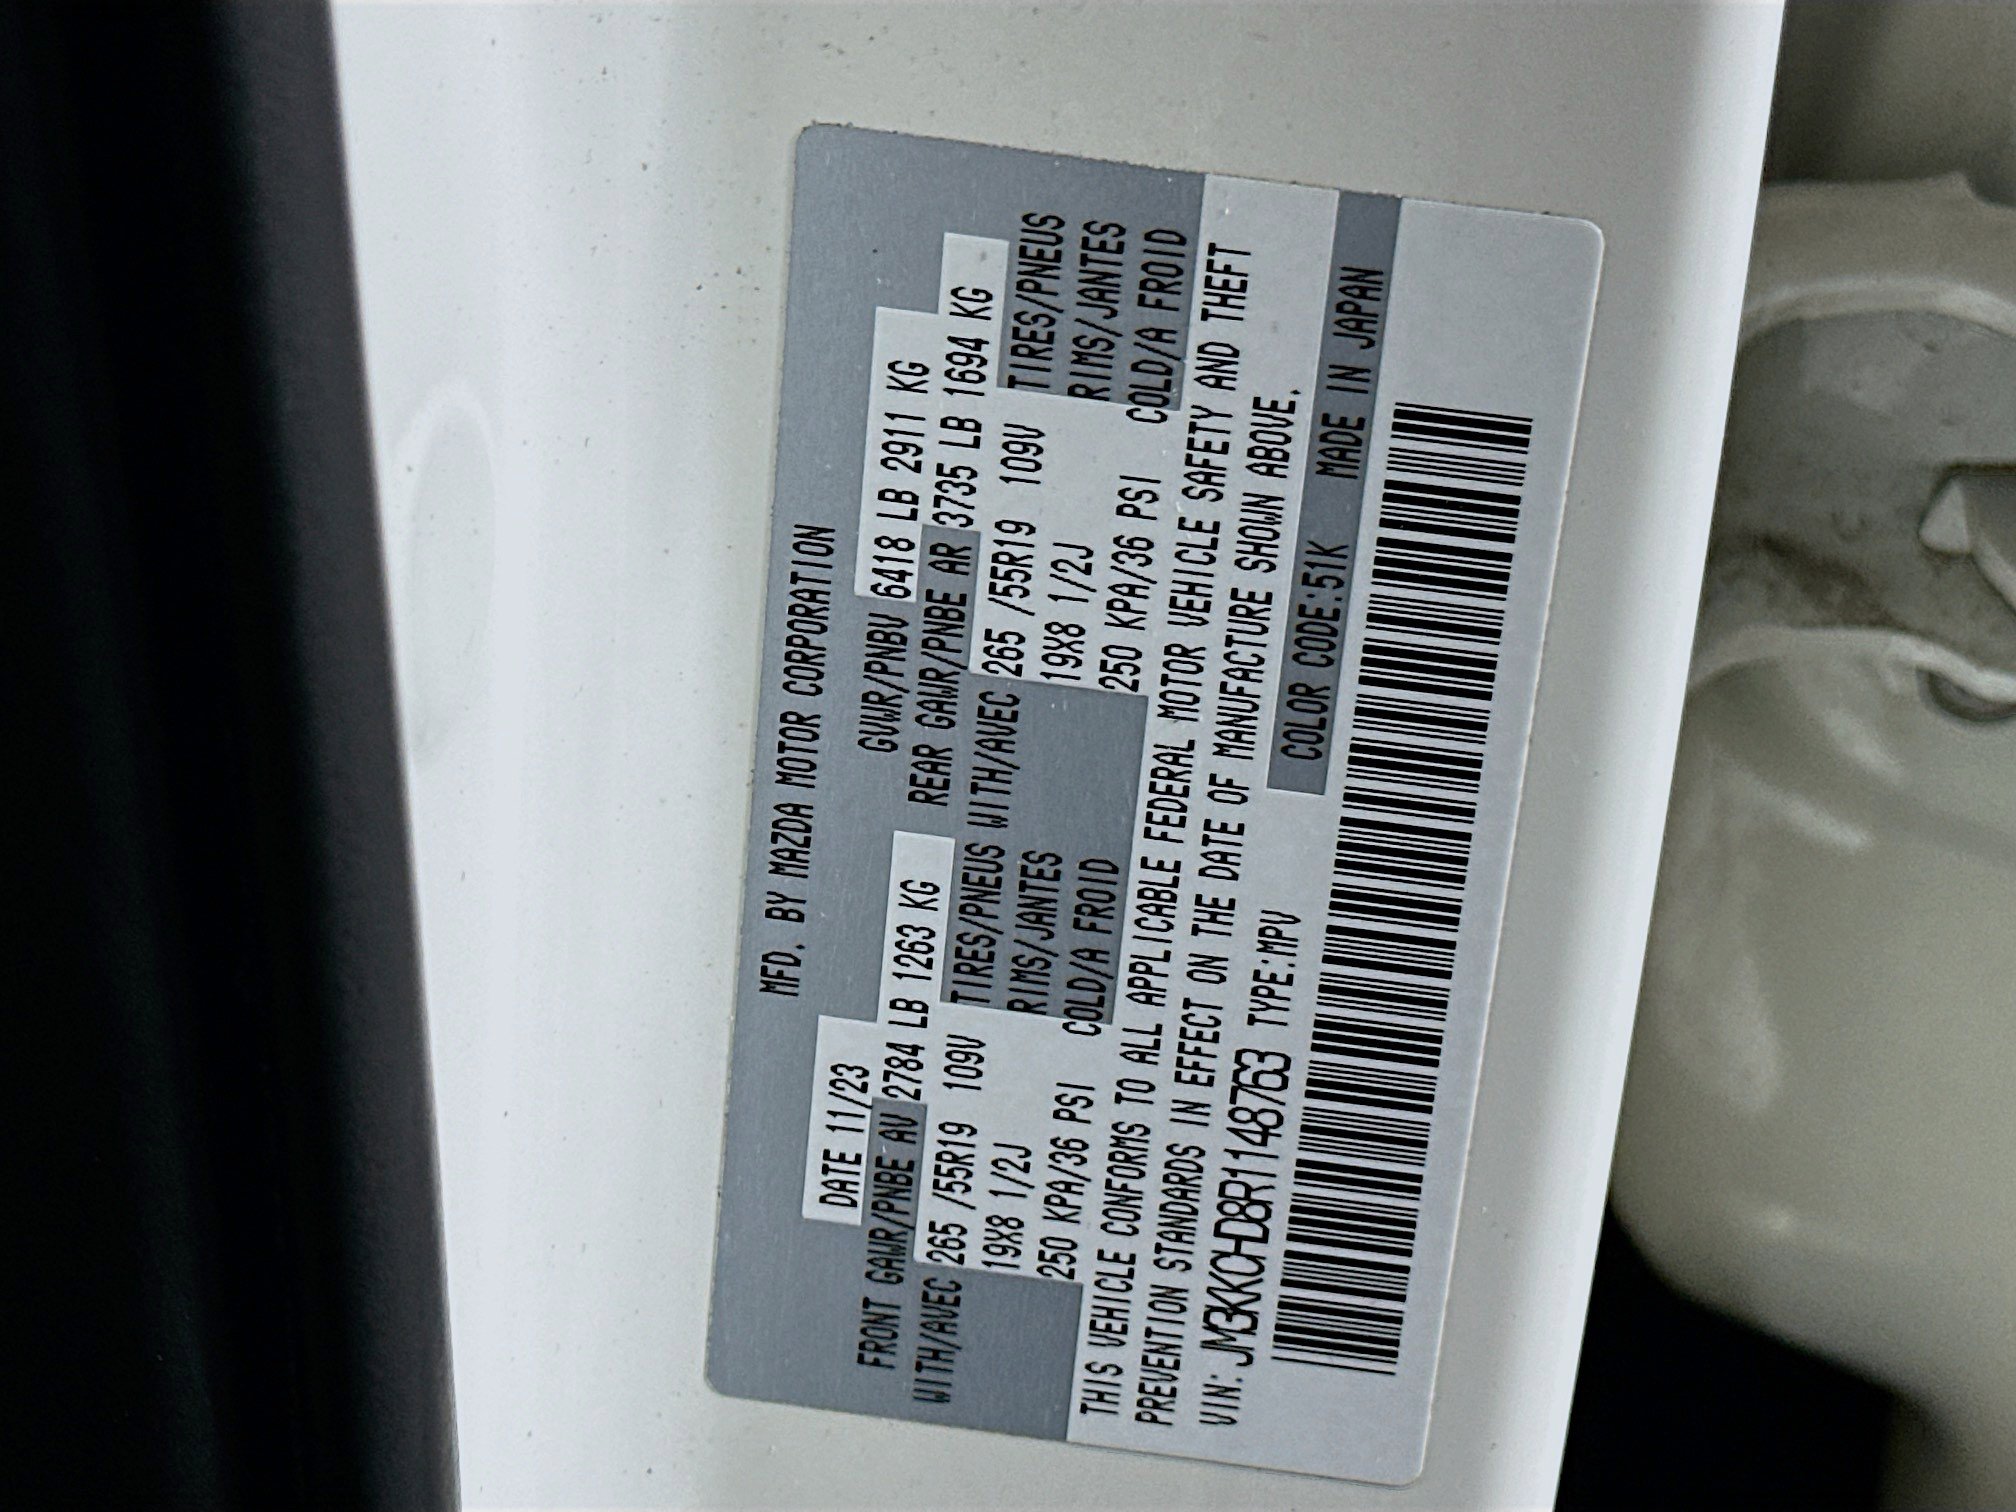 MFD. BY MAZDA MOTOR CORPORATION
DATE 11/23 GVWR/PNBV 6418 LB 2911 KG
FRONT GAWR/PNBE AV 2784 LB 1263 KG REAR GAWR/PNBE AR 3735 LB 1694 KG
WITH/AVEC 265 /55R19 109V TIRES/PNEUS WITH/AVEC 265 /55R19 109V TIRES/PNEUS
19X8 1/2J RIMS/JANTES 19X8 1/2J RIMS/JANTES
250 KPA/36 PSI COLD/A FROID 250 KPA/36 PSI COLD/A FROID
THIS VEHICLE CONFORMS TO ALL APPLICABLE FEDERAL MOTOR VEHICLE SAFETY AND THEFT
PREVENTION STANDARDS IN EFFECT ON THE DATE OF MANUFACTURE SHOWN ABOVE.
VIN: JM3KKCHD8R1148763 TYPE:MPV COLOR CODE:51K MADE IN JAPAN